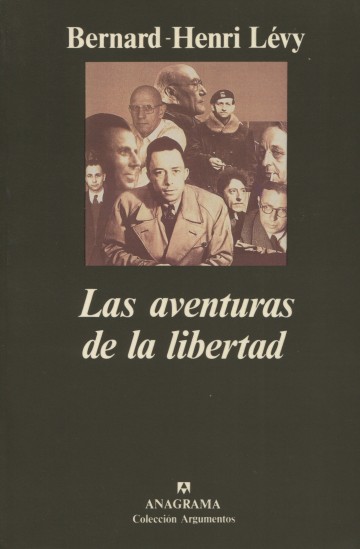 Bernard-Henri Lévy
Las aventuras
de la libertad
ANAGRAMA
Colección Argumentos